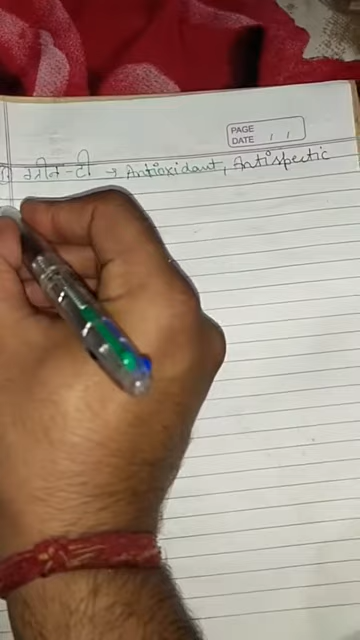 PAGE
DATE / /
ग्रीन-टी → Antioxidant, Antispectic